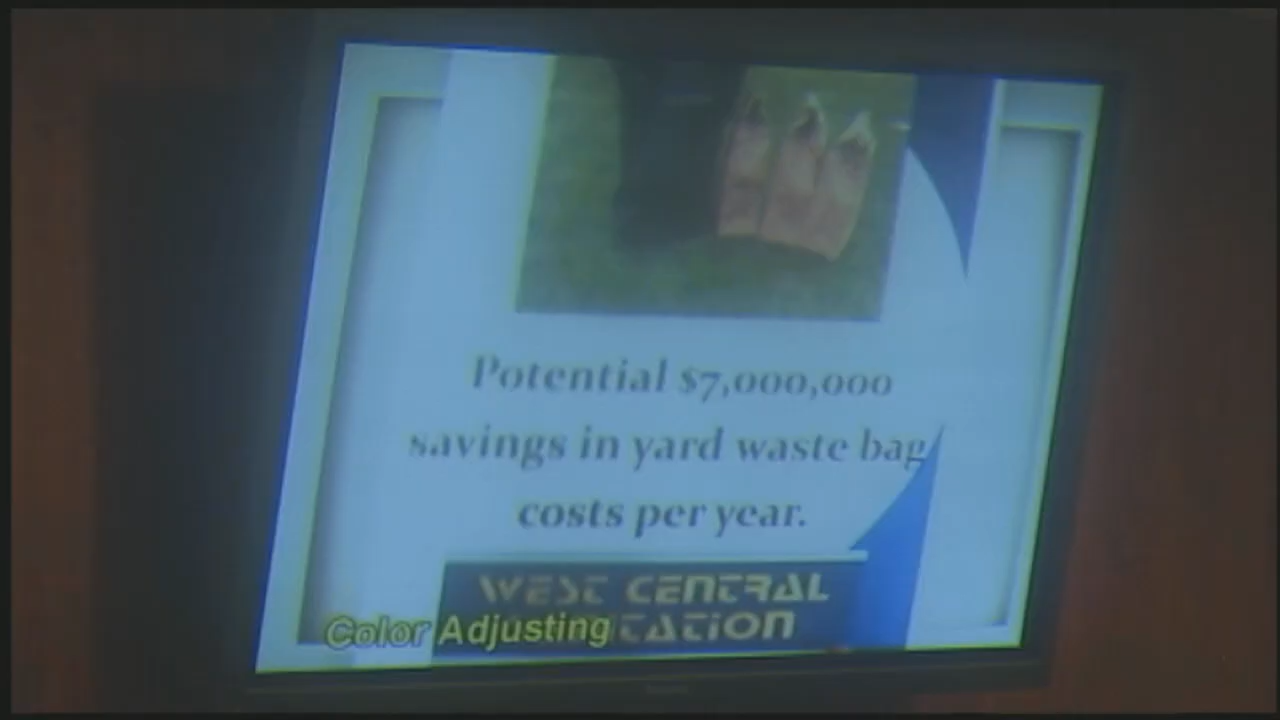 Potential $7,000,000
savings in yard waste bag
costs per year.
WEST CENTRAL
Color Adjusting